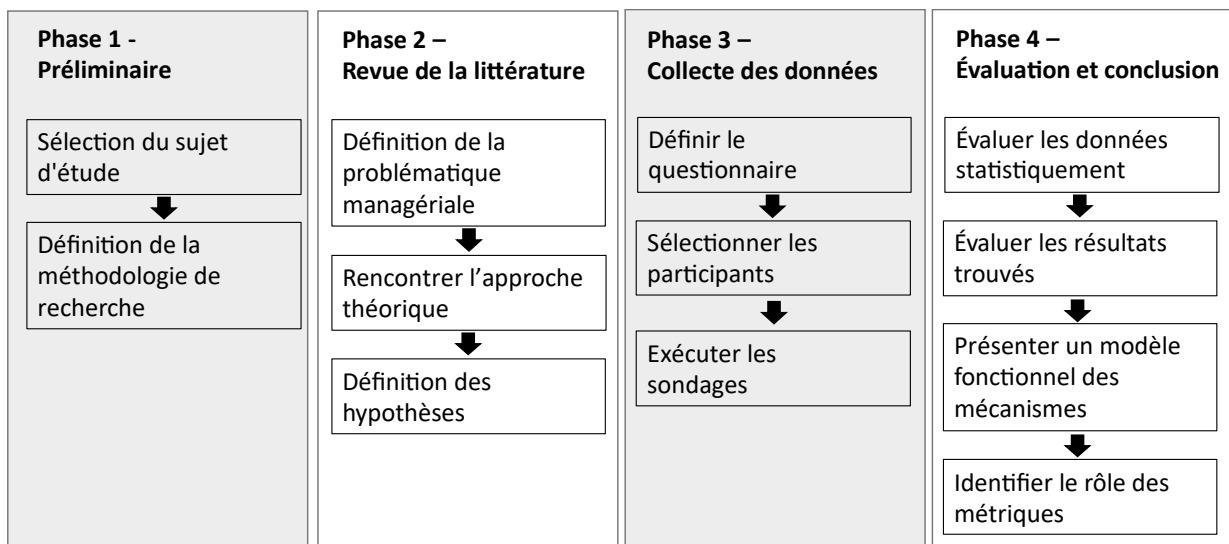 Phase 1 -
Préliminaire
Sélection du sujet
d'étude
Définition de la
méthodologie de
recherche
Phase 2 –
Revue de la littérature
Définition de la
problématique
managériale
Rencontrer l’approche
théorique
Définition des
hypothèses
Phase 3 –
Collecte des données
Définir le
questionnaire
Sélectionner les
participants
Exécuter les
sondages
Phase 4 –
Évaluation et conclusion
Évaluer les données
statistiquement
Évaluer les résultats
trouvés
Présenter un modèle
fonctionnel des
mécanismes
Identifier le rôle des
métriques